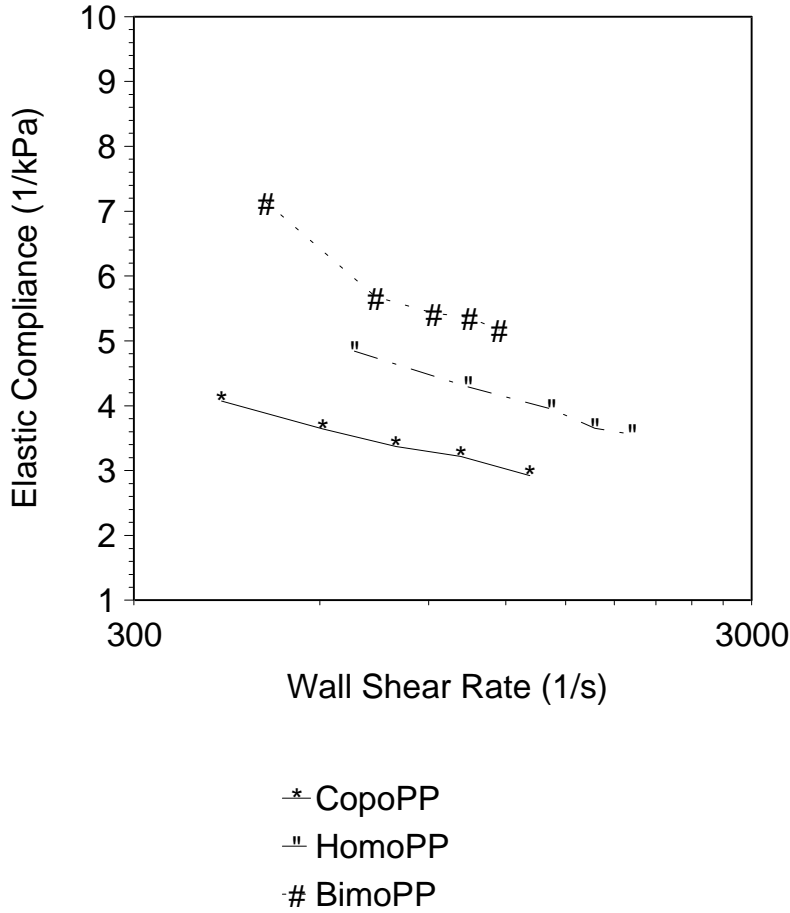 10
9
8
7
6
5
4
3
2
1
Elastic Compliance (1/kPa)
300
3000
Wall Shear Rate (1/s)
* CopoPP
" HomoPP
# BimoPP